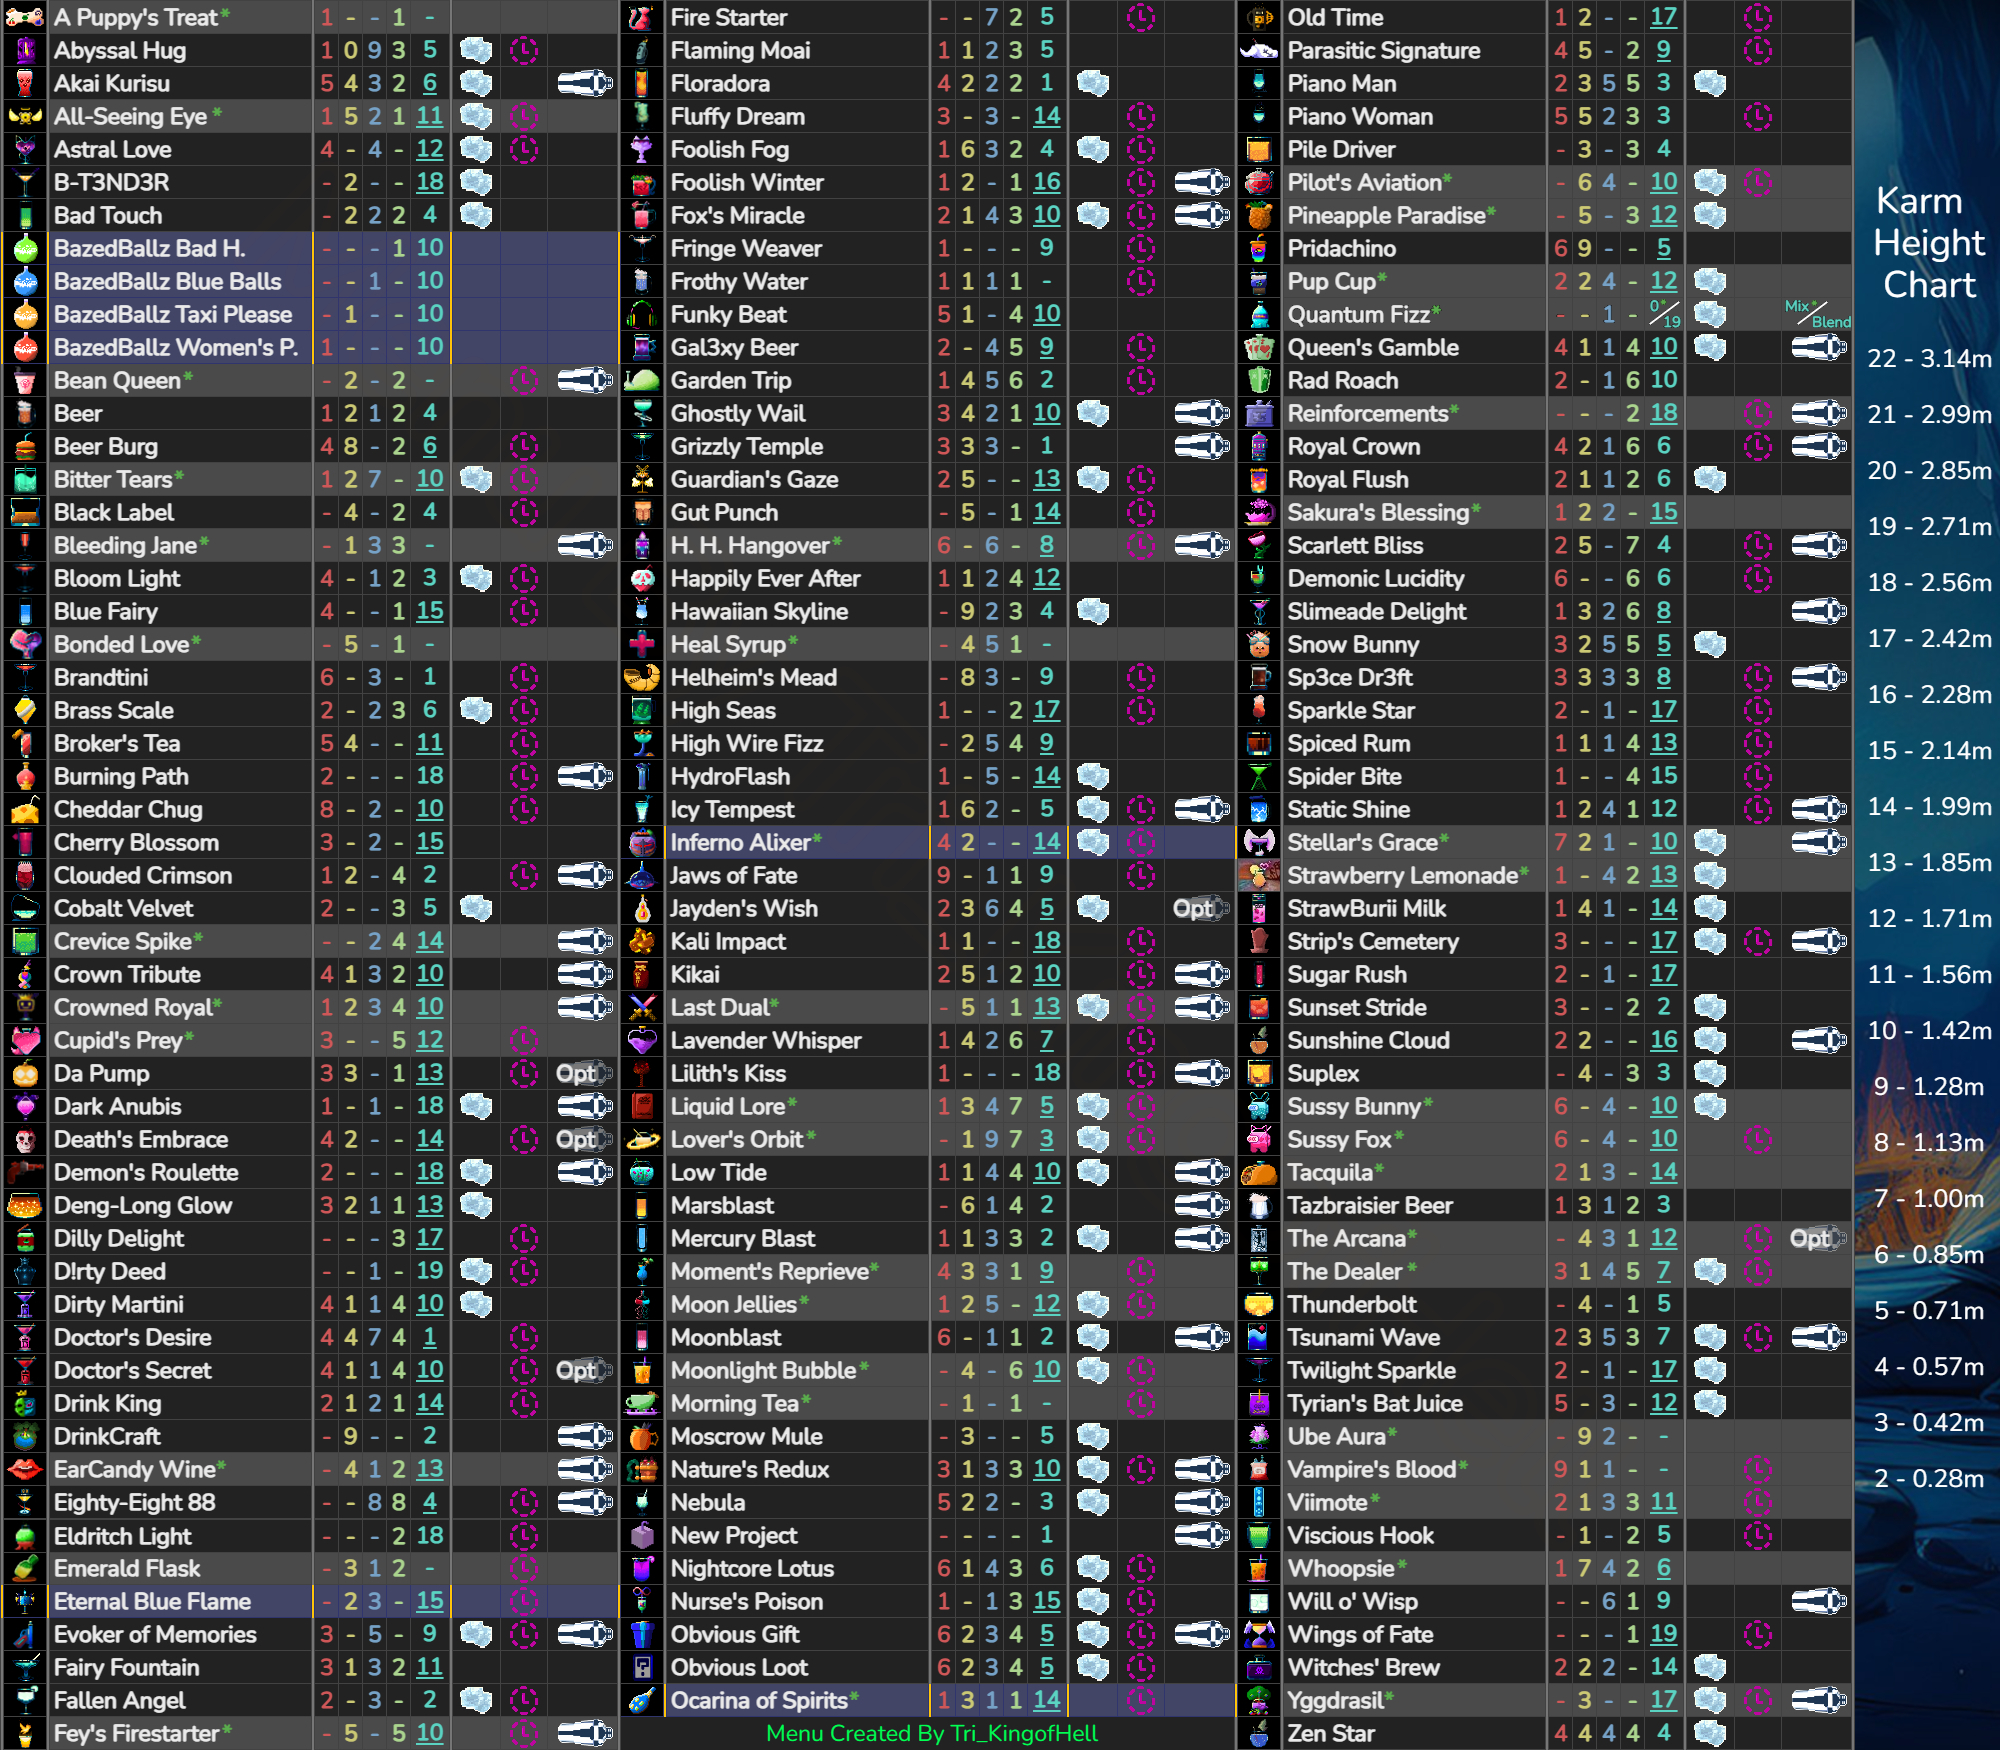 A Puppy's Treat* 1 - - 1 -
Abyssal Hug 1 0 9 3 5
Akai Kurisu 5 4 3 2 6
All-Seeing Eye * 1 5 2 1 11
Astral Love 4 - 4 - 12
B-T3ND3R - 2 - - 18
Bad Touch - 2 2 2 4
BazedBallz Bad H. - - - 1 10
BazedBallz Blue Balls - - 1 - 10
BazedBallz Taxi Please - 1 - - 10
BazedBallz Women's P. 1 - - - 10
Bean Queen* - 2 - 2 -
Beer 1 2 1 2 4
Beer Burg 4 8 - 2 6
Bitter Tears* 1 2 7 - 10
Black Label - 4 - 2 4
Bleeding Jane* - 1 3 3 -
Bloom Light 4 - 1 2 3
Blue Fairy 4 - - 1 15
Bonded Love* - 5 - 1 -
Brandtini 6 - 3 - 1
Brass Scale 2 - 2 3 6
Broker's Tea 5 4 - - 11
Burning Path 2 - - - 18
Cheddar Chug 8 - 2 - 10
Cherry Blossom 3 - 2 - 15
Clouded Crimson 1 2 - 4 2
Cobalt Velvet 2 - - 3 5
Crevice Spike* - - 2 4 14
Crown Tribute 4 1 3 2 10
Crowned Royal* 1 2 3 4 10
Cupid's Prey* 3 - - 5 12
Da Pump 3 3 - 1 13 Opt
Dark Anubis 1 - 1 - 18
Death's Embrace 4 2 - - 14 Opt
Demon's Roulette 2 - - - 18
Deng-Long Glow 3 2 1 1 13
Dilly Delight - - - 3 17
D!rty Deed - - 1 - 19
Dirty Martini 4 1 1 4 10
Doctor's Desire 4 4 7 4 1
Doctor's Secret 4 1 1 4 10 Opt
Drink King 2 1 2 1 14
DrinkCraft - 9 - - 2
EarCandy Wine* - 4 1 2 13
Eighty-Eight 88 - - 8 8 4
Eldritch Light - - - 2 18
Emerald Flask - 3 1 2 -
Eternal Blue Flame - 2 3 - 15
Evoker of Memories 3 - 5 - 9
Fairy Fountain 3 1 3 2 11
Fallen Angel 2 - 3 - 2
Fey's Firestarter* - 5 - 5 10
Fire Starter - - 7 2 5
Flaming Moai 1 1 2 3 5
Floradora 4 2 2 2 1
Fluffy Dream 3 - 3 - 14
Foolish Fog 1 6 3 2 4
Foolish Winter 1 2 - 1 16
Fox's Miracle 2 1 4 3 10
Fringe Weaver 1 - - - 9
Frothy Water 1 1 1 1 -
Funky Beat 5 1 - 4 10
Gal3xy Beer 2 - 4 5 9
Garden Trip 1 4 5 6 2
Ghostly Wail 3 4 2 1 10
Grizzly Temple 3 3 3 - 1
Guardian's Gaze 2 5 - - 13
Gut Punch - 5 - 1 14
H. H. Hangover* 6 - 6 - 8
Happily Ever After 1 1 2 4 12
Hawaiian Skyline - 9 2 3 4
Heal Syrup* - 4 5 1 -
Helheim's Mead - 8 3 - 9
High Seas 1 - - 2 17
High Wire Fizz - 2 5 4 9
HydroFlash 1 - 5 - 14
Icy Tempest 1 6 2 - 5
Inferno Alixer* 4 2 - - 14
Jaws of Fate 9 - 1 1 9
Jayden's Wish 2 3 6 4 5 Opt
Kali Impact 1 1 - - 18
Kikai 2 5 1 2 10
Last Dual* - 5 1 1 13
Lavender Whisper 1 4 2 6 7
Lilith's Kiss 1 - - - 18
Liquid Lore* 1 3 4 7 5
Lover's Orbit* - 1 9 7 3
Low Tide 1 1 4 4 10
Marsblast - 6 1 4 2
Mercury Blast 1 1 3 3 2
Moment's Reprieve* 4 3 3 1 9
Moon Jellies* 1 2 5 - 12
Moonblast 6 - 1 1 2
Moonlight Bubble* - 4 - 6 10
Morning Tea* - 1 - 1 -
Moscrow Mule - 3 - - 5
Nature's Redux 3 1 3 3 10
Nebula 5 2 2 - 3
New Project - - - - 1
Nightcore Lotus 6 1 4 3 6
Nurse's Poison 1 - 1 3 15
Obvious Gift 6 2 3 4 5
Obvious Loot 6 2 3 4 5
Ocarina of Spirits* 1 3 1 1 14
Menu Created By Tri_KingofHell
Old Time 1 2 - - 17
Parasitic Signature 4 5 - 2 9
Piano Man 2 3 5 5 3
Piano Woman 5 5 2 3 3
Pile Driver - 3 - 3 4
Pilot's Aviation* - 6 4 - 10
Pineapple Paradise* - 5 - 3 12
Pridachino 6 9 - - 5
Pup Cup* 2 2 4 - 12
Quantum Fizz* - - 1 - 0*/19 Mix*/Blend
Queen's Gamble 4 1 1 4 10
Rad Roach 2 - 1 6 10
Reinforcements* - - - 2 18
Royal Crown 4 2 1 6 6
Royal Flush 2 1 1 2 6
Sakura's Blessing* 1 2 2 - 15
Scarlett Bliss 2 5 - 7 4
Demonic Lucidity 6 - - 6 6
Slimeade Delight 1 3 2 6 8
Snow Bunny 3 2 5 5 5
Sp3ce Dr3ft 3 3 3 3 8
Sparkle Star 2 - 1 - 17
Spiced Rum 1 1 1 4 13
Spider Bite 1 - - 4 15
Static Shine 1 2 4 1 12
Stellar's Grace* 7 2 1 - 10
Strawberry Lemonade* 1 - 4 2 13
StrawBurii Milk 1 4 1 - 14
Strip's Cemetery 3 - - - 17
Sugar Rush 2 - 1 - 17
Sunset Stride 3 - - 2 2
Sunshine Cloud 2 2 - - 16
Suplex - 4 - 3 3
Sussy Bunny* 6 - 4 - 10
Sussy Fox* 6 - 4 - 10
Tacquila* 2 1 3 - 14
Tazbraisier Beer 1 3 1 2 3
The Arcana* - 4 3 1 12 Opt
The Dealer * 3 1 4 5 7
Thunderbolt - 4 - 1 5
Tsunami Wave 2 3 5 3 7
Twilight Sparkle 2 - 1 - 17
Tyrian's Bat Juice 5 - 3 - 12
Ube Aura* - 9 2 - -
Vampire's Blood* 9 1 1 - -
Viimote* 2 1 3 3 11
Viscious Hook - 1 - 2 5
Whoopsie* 1 7 4 2 6
Will o' Wisp - - 6 1 9
Wings of Fate - - - 1 19
Witches' Brew 2 2 2 - 14
Yggdrasil* - 3 - - 17
Zen Star 4 4 4 4 4
Karm
Height
Chart
22 - 3.14m
21 - 2.99m
20 - 2.85m
19 - 2.71m
18 - 2.56m
17 - 2.42m
16 - 2.28m
15 - 2.14m
14 - 1.99m
13 - 1.85m
12 - 1.71m
11 - 1.56m
10 - 1.42m
9 - 1.28m
8 - 1.13m
7 - 1.00m
6 - 0.85m
5 - 0.71m
4 - 0.57m
3 - 0.42m
2 - 0.28m